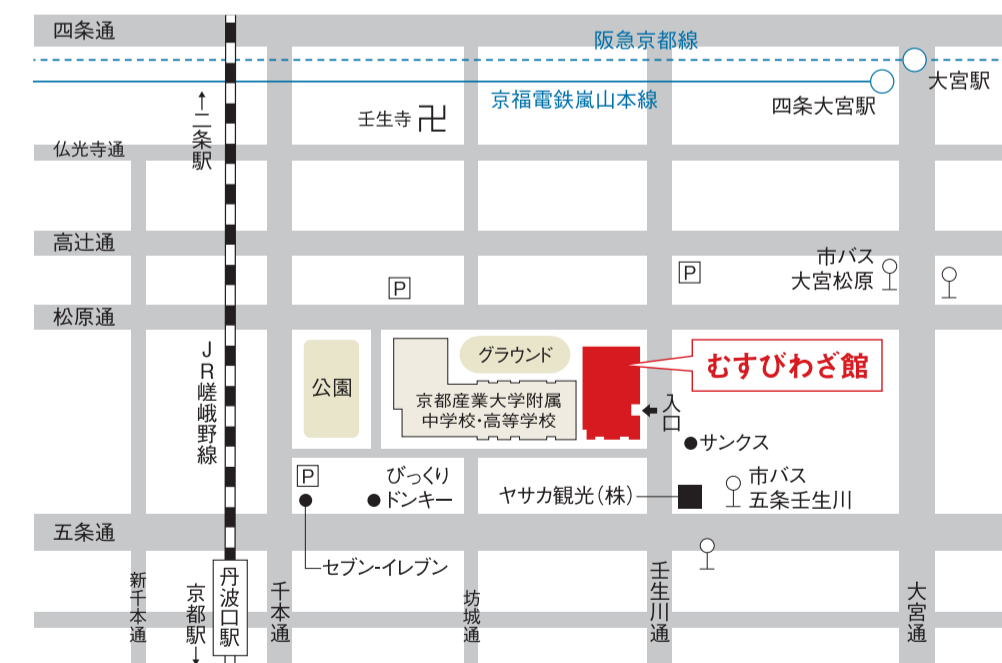 四条通
阪急京都線
大宮駅
京福電鉄嵐山本線
四条大宮駅
↑二条駅
壬生寺 卍
仏光寺通
高辻通
市バス
大宮松原
P
P
松原通
JR嵯峨野線
公園
グラウンド
京都産業大学附属
中学校・高等学校
むすびわざ館
入口
サンクス
P
びっくり
ドンキー
ヤサカ観光(株)
市バス
五条壬生川
五条通
セブン-イレブン
新千本通
京都駅↓
丹波口駅
千本通
坊城通
壬生川通
大宮通